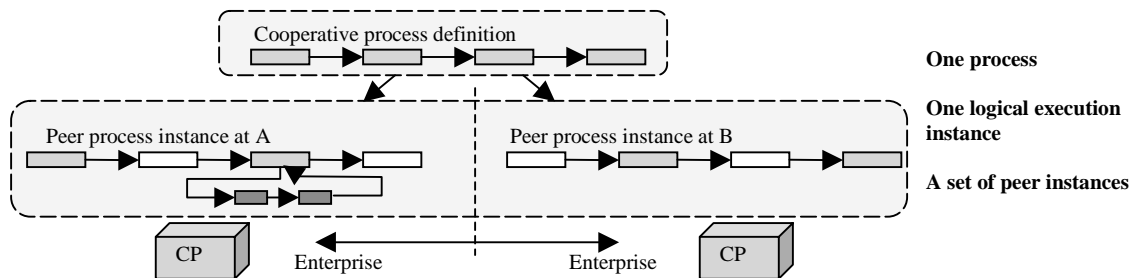 Cooperative process definition
One process
One logical execution
instance
Peer process instance at A
Peer process instance at B
A set of peer instances
CP
Enterprise
Enterprise
CP